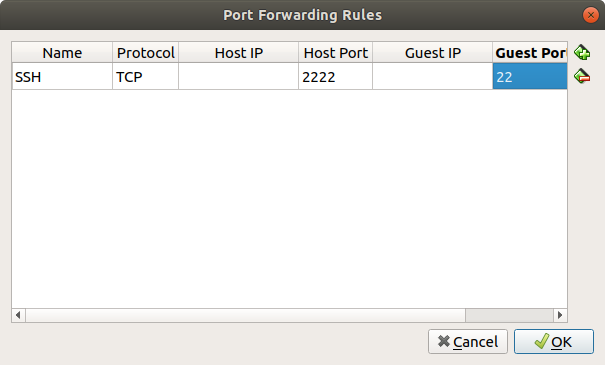 Port Forwarding Rules
Name Protocol Host IP Host Port Guest IP Guest Por
SSH TCP 2222 22
Cancel OK